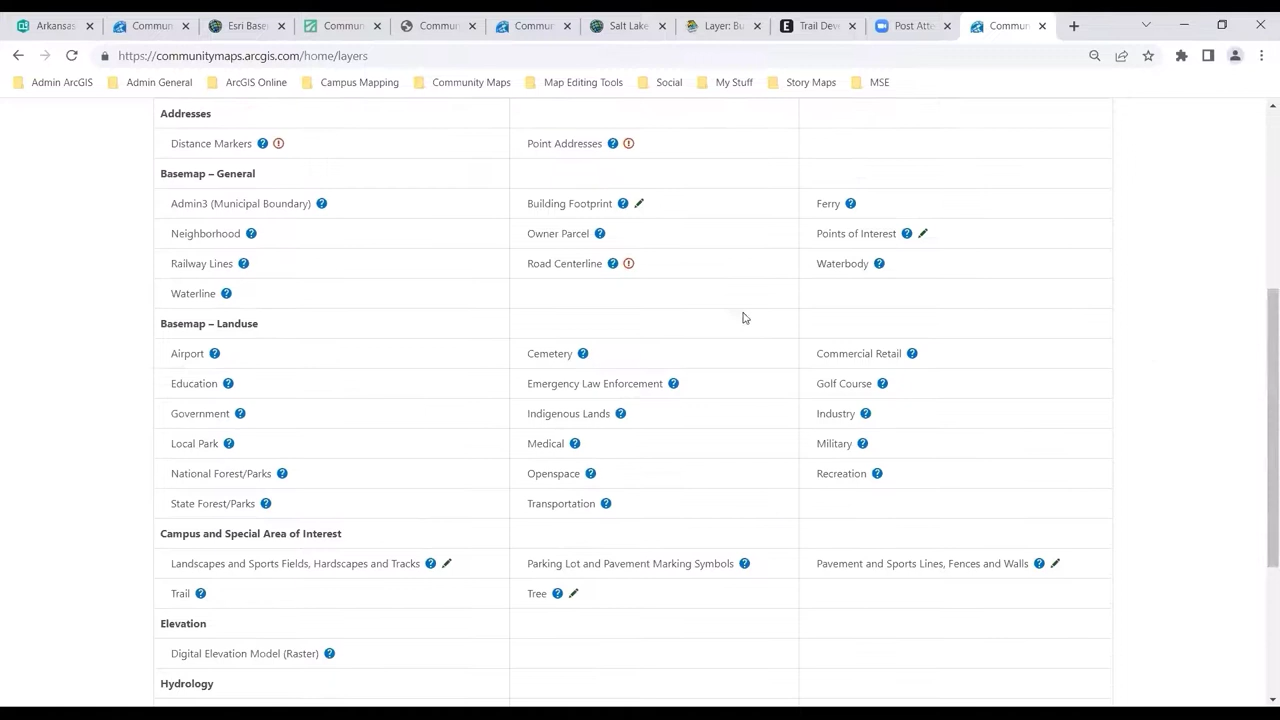 Arkansas
Commun
Esri Base
Commun
Commun
Commun
Salt Lake
Layer: Bu
Trail Deve
Post Atte
Commun
https://communitymaps.arcgis.com/home/layers
Admin ArcGIS
Admin General
ArcGIS Online
Campus Mapping
Community Maps
Map Editing Tools
Social
My Stuff
Story Maps
MSE
Addresses
Distance Markers
Point Addresses
Basemap – General
Admin3 (Municipal Boundary)
Building Footprint
Ferry
Neighborhood
Owner Parcel
Points of Interest
Railway Lines
Road Centerline
Waterbody
Waterline
Basemap – Landuse
Airport
Cemetery
Commercial Retail
Education
Emergency Law Enforcement
Golf Course
Government
Indigenous Lands
Industry
Local Park
Medical
Military
National Forest/Parks
Openspace
Recreation
State Forest/Parks
Transportation
Campus and Special Area of Interest
Landscapes and Sports Fields, Hardscapes and Tracks
Parking Lot and Pavement Marking Symbols
Pavement and Sports Lines, Fences and Walls
Trail
Tree
Elevation
Digital Elevation Model (Raster)
Hydrology